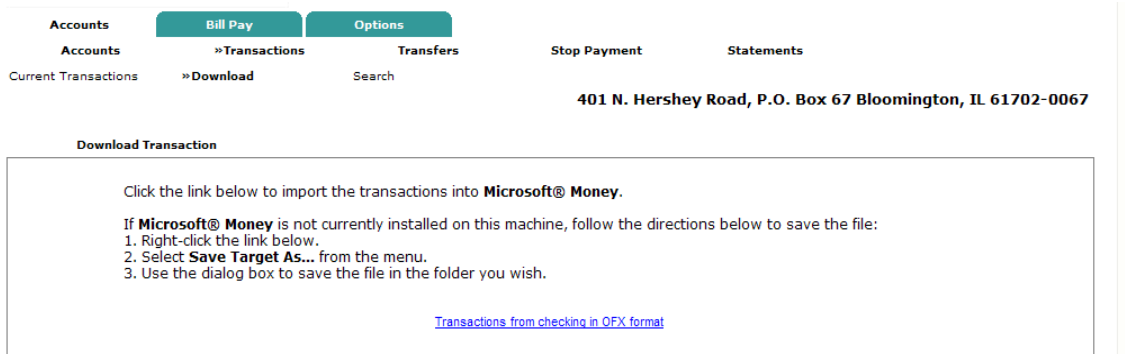 Accounts Bill Pay Options
Accounts »Transactions Transfers Stop Payment Statements
Current Transactions »Download Search
401 N. Hershey Road, P.O. Box 67 Bloomington, IL 61702-0067
Download Transaction
Click the link below to import the transactions into Microsoft® Money.
If Microsoft® Money is not currently installed on this machine, follow the directions below to save the file:
1. Right-click the link below.
2. Select Save Target As... from the menu.
3. Use the dialog box to save the file in the folder you wish.
Transactions from checking in OFX format